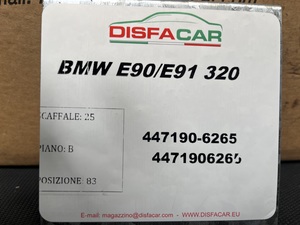 DISFACAR
BMW E90/E91 320
SCAFFALE: 25
447190-6265
4471906265
PIANO: B
POSIZIONE: 83
E-mail: magazzino@disfacar.com
WWW.DISFACAR.EU